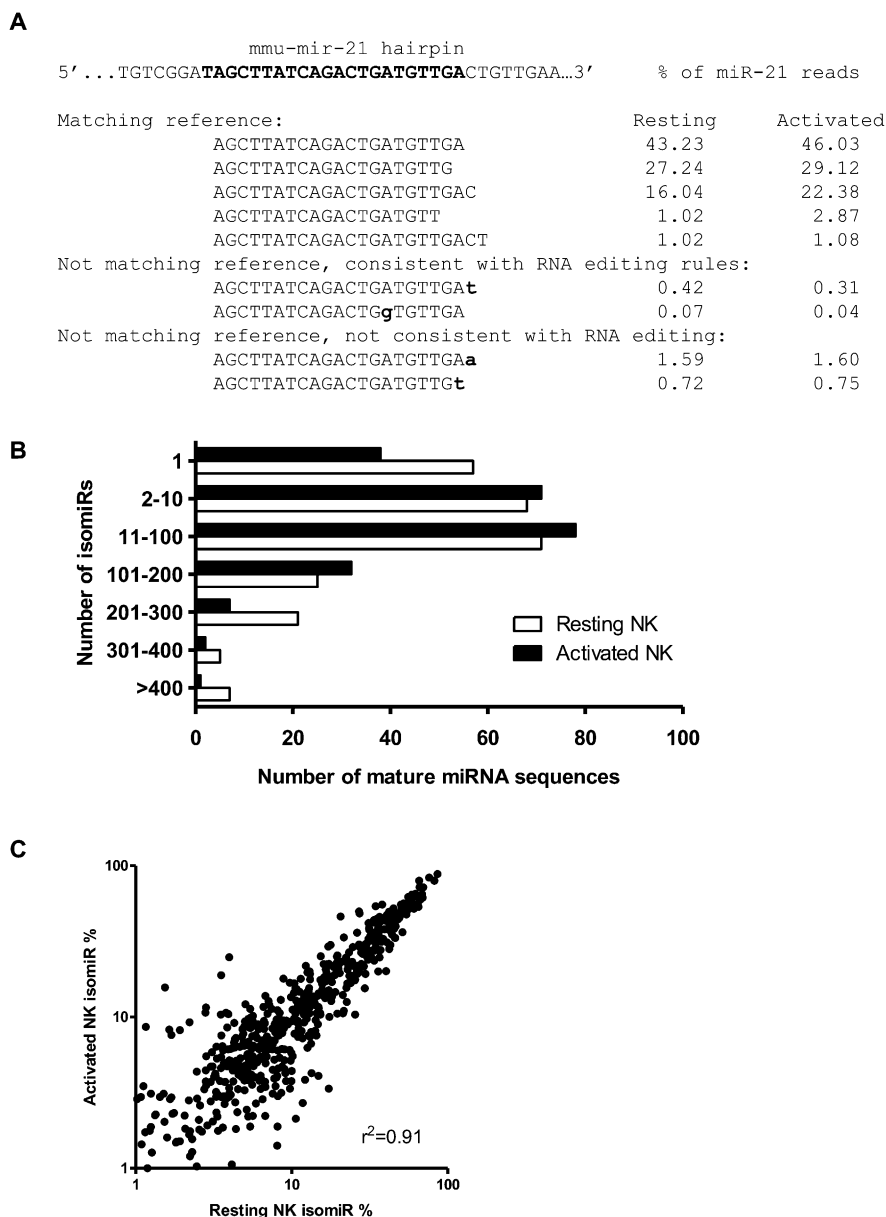 A
mmu-mir-21 hairpin
5’...TGTCGGATAGCTTATCAGACTGATGTTGACTGTTGAA…3’ % of miR-21 reads
Matching reference: Resting Activated
AGCTTATCAGACTGATGTTGA 43.23 46.03
AGCTTATCAGACTGATGTTG 27.24 29.12
AGCTTATCAGACTGATGTTGAC 16.04 22.38
AGCTTATCAGACTGATGTT 1.02 2.87
AGCTTATCAGACTGATGTTGACT 1.02 1.08
Not matching reference, consistent with RNA editing rules:
AGCTTATCAGACTGATGTTGAt 0.42 0.31
AGCTTATCAGACTGgTGTTGA 0.07 0.04
Not matching reference, not consistent with RNA editing:
AGCTTATCAGACTGATGTTGAa 1.59 1.60
AGCTTATCAGACTGATGTTGt 0.72 0.75
B
Number of isomiRs
1
2-10
11-100
101-200
201-300
301-400
>400
Resting NK
Activated NK
0 20 40 60 80 100
Number of mature miRNA sequences
C
Activated NK isomiR %
100
10
1
r²=0.91
1 10 100
Resting NK isomiR %